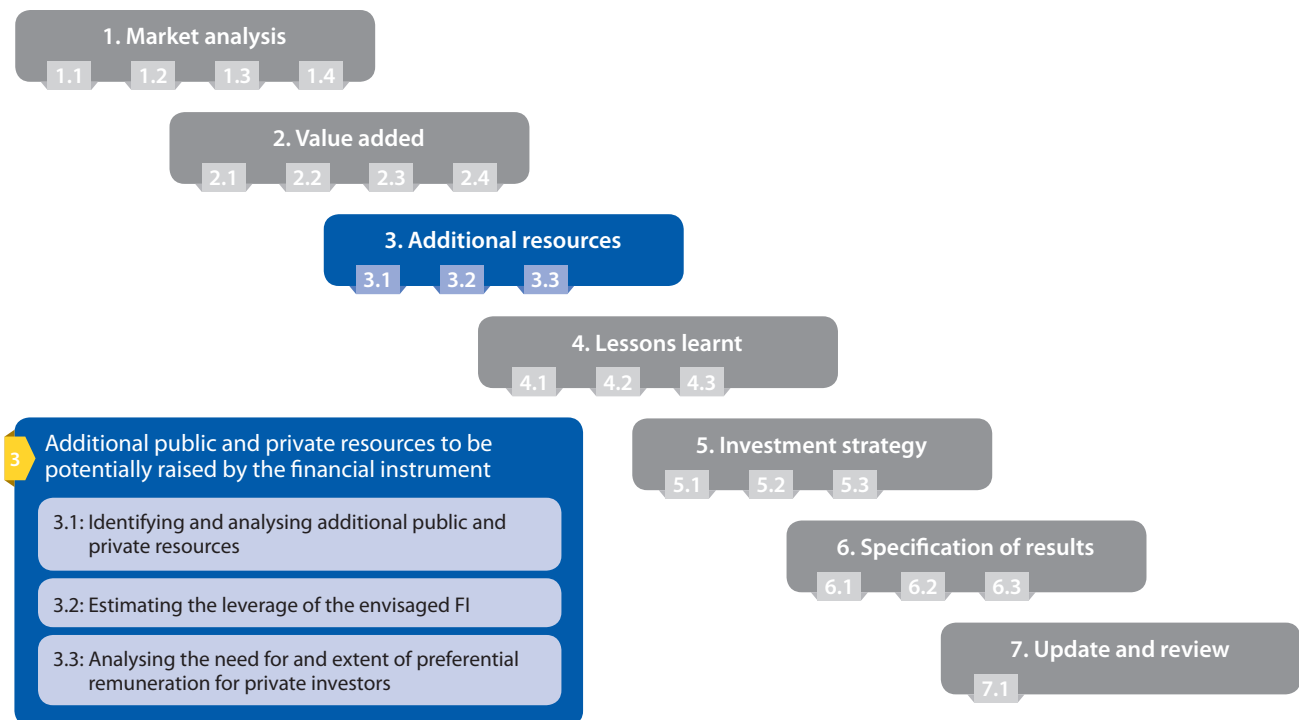 1. Market analysis
1.1 1.2 1.3 1.4
2. Value added
2.1 2.2 2.3 2.4
3. Additional resources
3.1 3.2 3.3
4. Lessons learnt
4.1 4.2 4.3
5. Investment strategy
5.1 5.2 5.3
6. Specification of results
6.1 6.2 6.3
7. Update and review
7.1
3
Additional public and private resources to be
potentially raised by the financial instrument
3.1: Identifying and analysing additional public and
private resources
3.2: Estimating the leverage of the envisaged FI
3.3: Analysing the need for and extent of preferential
remuneration for private investors